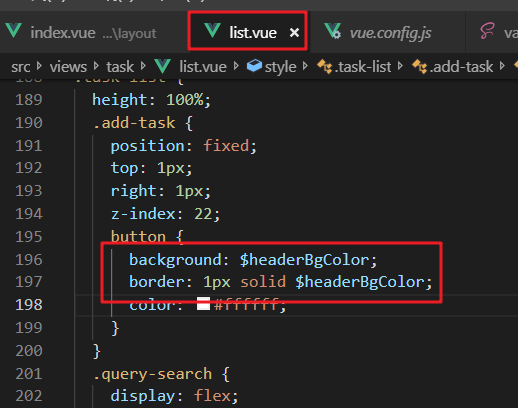 index.vue ...\layout list.vue × vue.config.js va
src > views > task > list.vue > style > .task-list > .add-task >
188 .task-list {
189 height: 100%;
190 .add-task {
191 position: fixed;
192 top: 1px;
193 right: 1px;
194 z-index: 22;
195 button {
196 background: $headerBgColor;
197 border: 1px solid $headerBgColor;
198 color: #ffffff;
199 }
200 }
201 .query-search {
202 display: flex;